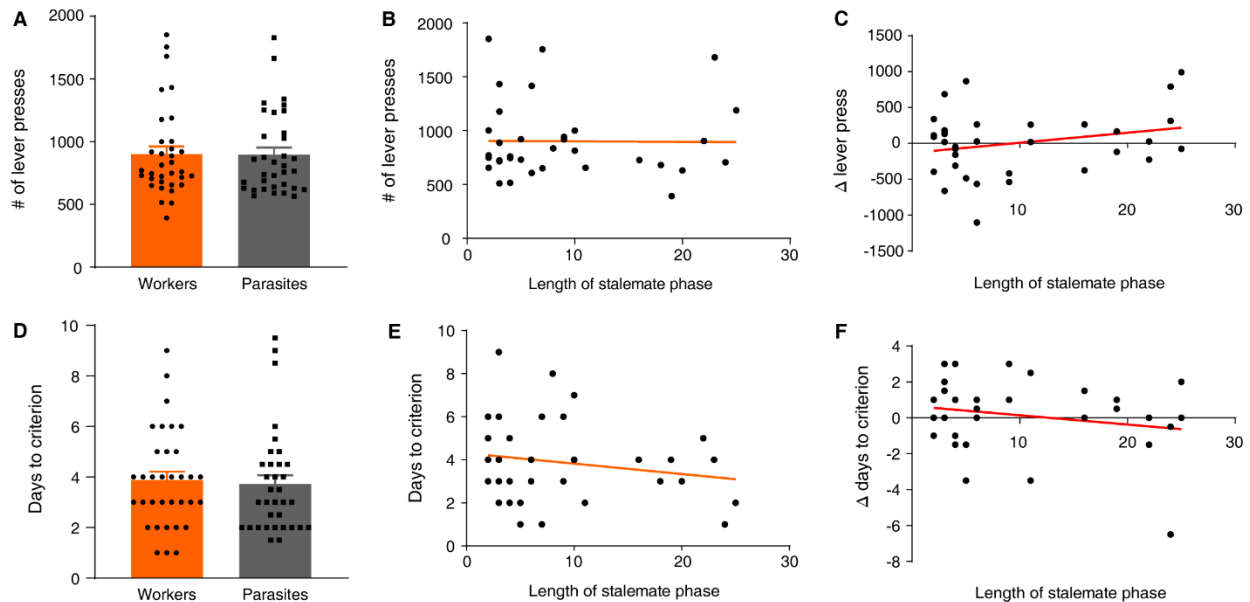 A
# of lever presses
2000
1500
1000
500
0
Workers
Parasites
B
# of lever presses
2000
1500
1000
500
0
0
10
20
30
Length of stalemate phase
C
Δ lever press
1000
500
0
-500
-1000
1500
10
20
30
Length of stalemate phase
D
Days to criterion
10
8
6
4
2
0
Workers
Parasites
E
Days to criterion
10
8
6
4
2
0
0
10
20
30
Length of stalemate phase
F
Δ days to criterion
4
2
0
-2
-4
-6
-8
10
20
30
Length of stalemate phase